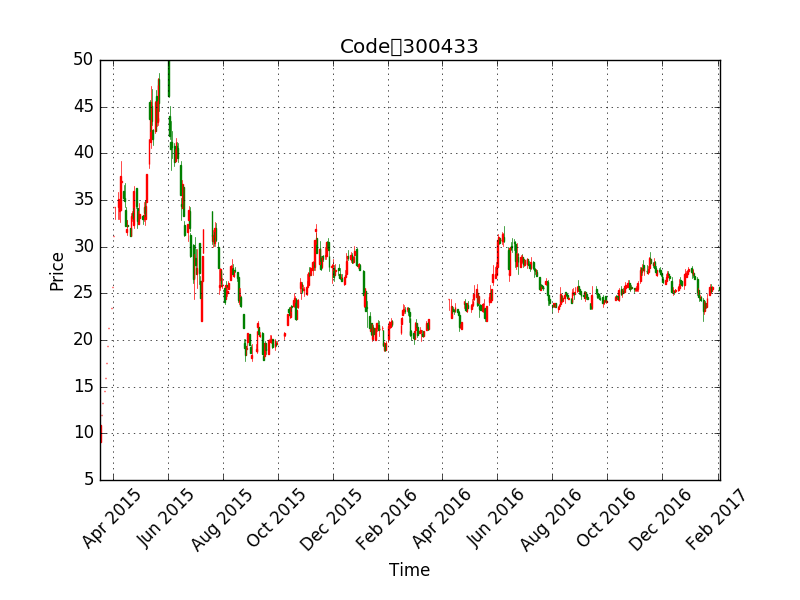 Code▯300433
50
45
40
35
30
25
20
15
10
5
Price
Apr 2015
Jun 2015
Aug 2015
Oct 2015
Dec 2015
Feb 2016
Apr 2016
Jun 2016
Aug 2016
Oct 2016
Dec 2016
Feb 2017
Time